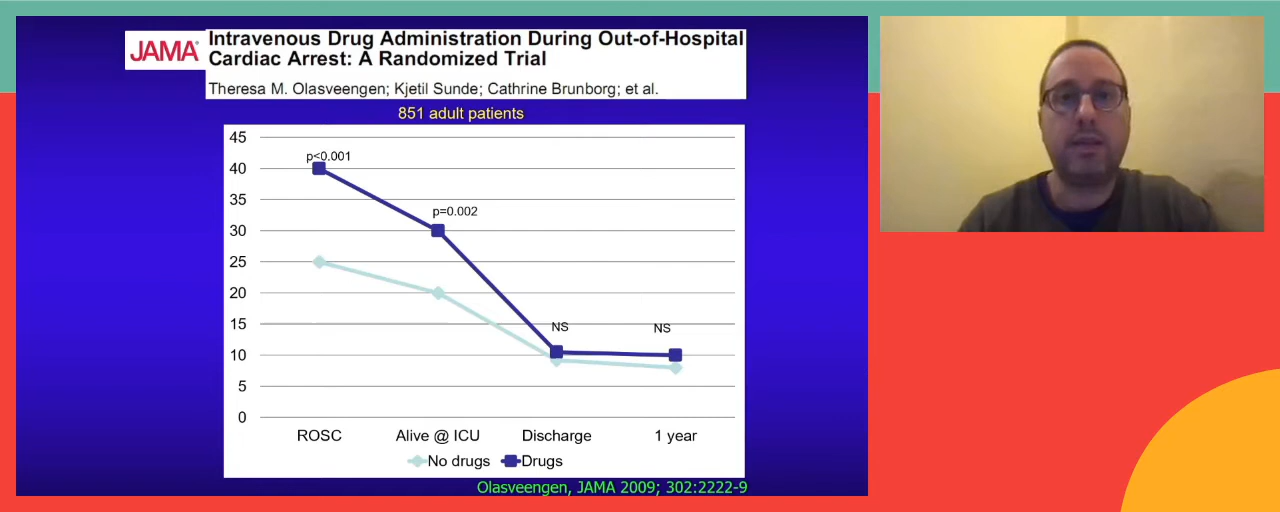 JAMA
Intravenous Drug Administration During Out-of-Hospital
Cardiac Arrest: A Randomized Trial
Theresa M. Olasveengen; Kjetil Sunde; Cathrine Brunborg; et al.
851 adult patients
45
40
35
30
25
20
15
10
5
0
p<0.001
p=0.002
NS
NS
ROSC Alive @ ICU Discharge 1 year
No drugs Drugs
Olasveengen, JAMA 2009; 302:2222-9